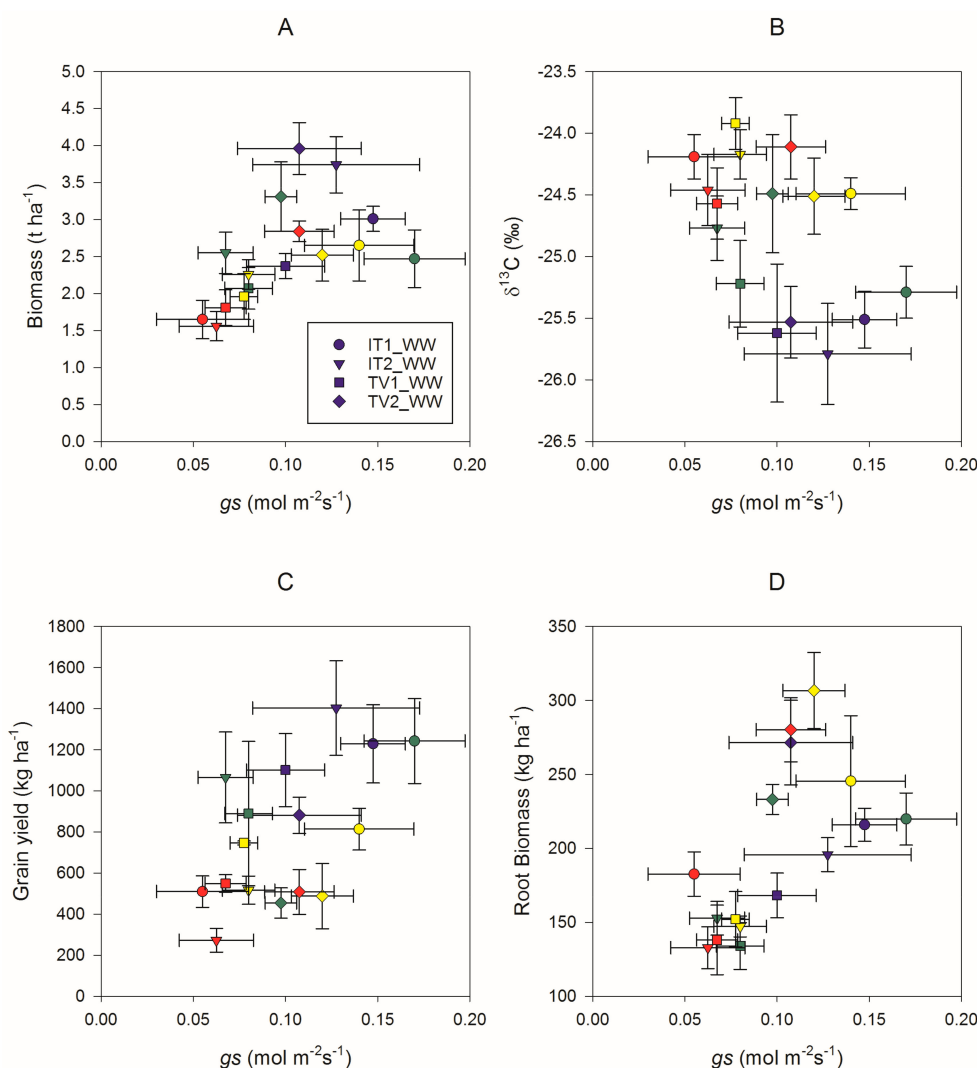 A
Biomass (t ha⁻¹)
5.0
4.5
4.0
3.5
3.0
2.5
2.0
1.5
1.0
0.5
0.0
IT1_WW
IT2_WW
TV1_WW
TV2_WW
0.00 0.05 0.10 0.15 0.20
gs (mol m⁻²s⁻¹)
B
δ¹³C (‰)
-23.5
-24.0
-24.5
-25.0
-25.5
-26.0
-26.5
0.00 0.05 0.10 0.15 0.20
gs (mol m⁻²s⁻¹)
C
Grain yield (kg ha⁻¹)
1800
1600
1400
1200
1000
800
600
400
200
0
0.00 0.05 0.10 0.15 0.20
gs (mol m⁻²s⁻¹)
D
Root Biomass (kg ha⁻¹)
350
300
250
200
150
100
0.00 0.05 0.10 0.15 0.20
gs (mol m⁻²s⁻¹)